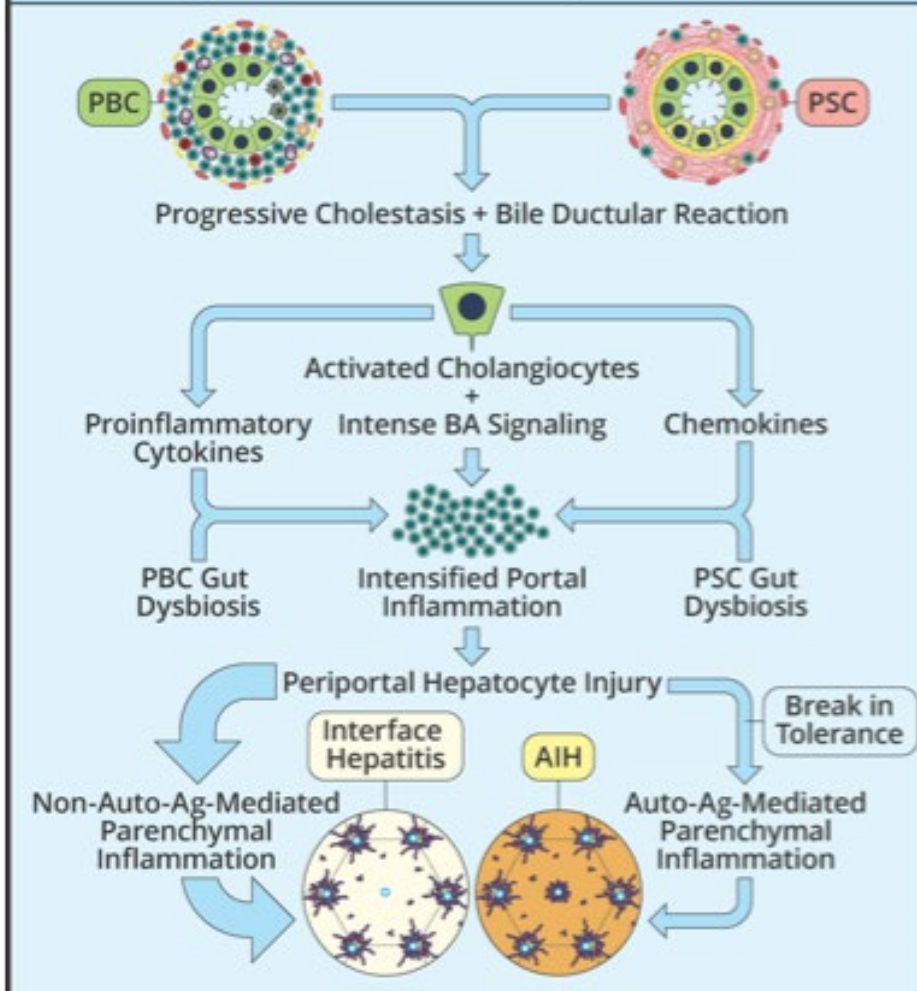 PBC
PSC
Progressive Cholestasis + Bile Ductular Reaction
Activated Cholangiocytes
+
Intense BA Signaling
Proinflammatory
Cytokines
Chemokines
PBC Gut
Dysbiosis
Intensified Portal
Inflammation
PSC Gut
Dysbiosis
Periportal Hepatocyte Injury
Break in
Tolerance
Interface
Hepatitis
AIH
Non-Auto-Ag-Mediated
Parenchymal
Inflammation
Auto-Ag-Mediated
Parenchymal
Inflammation